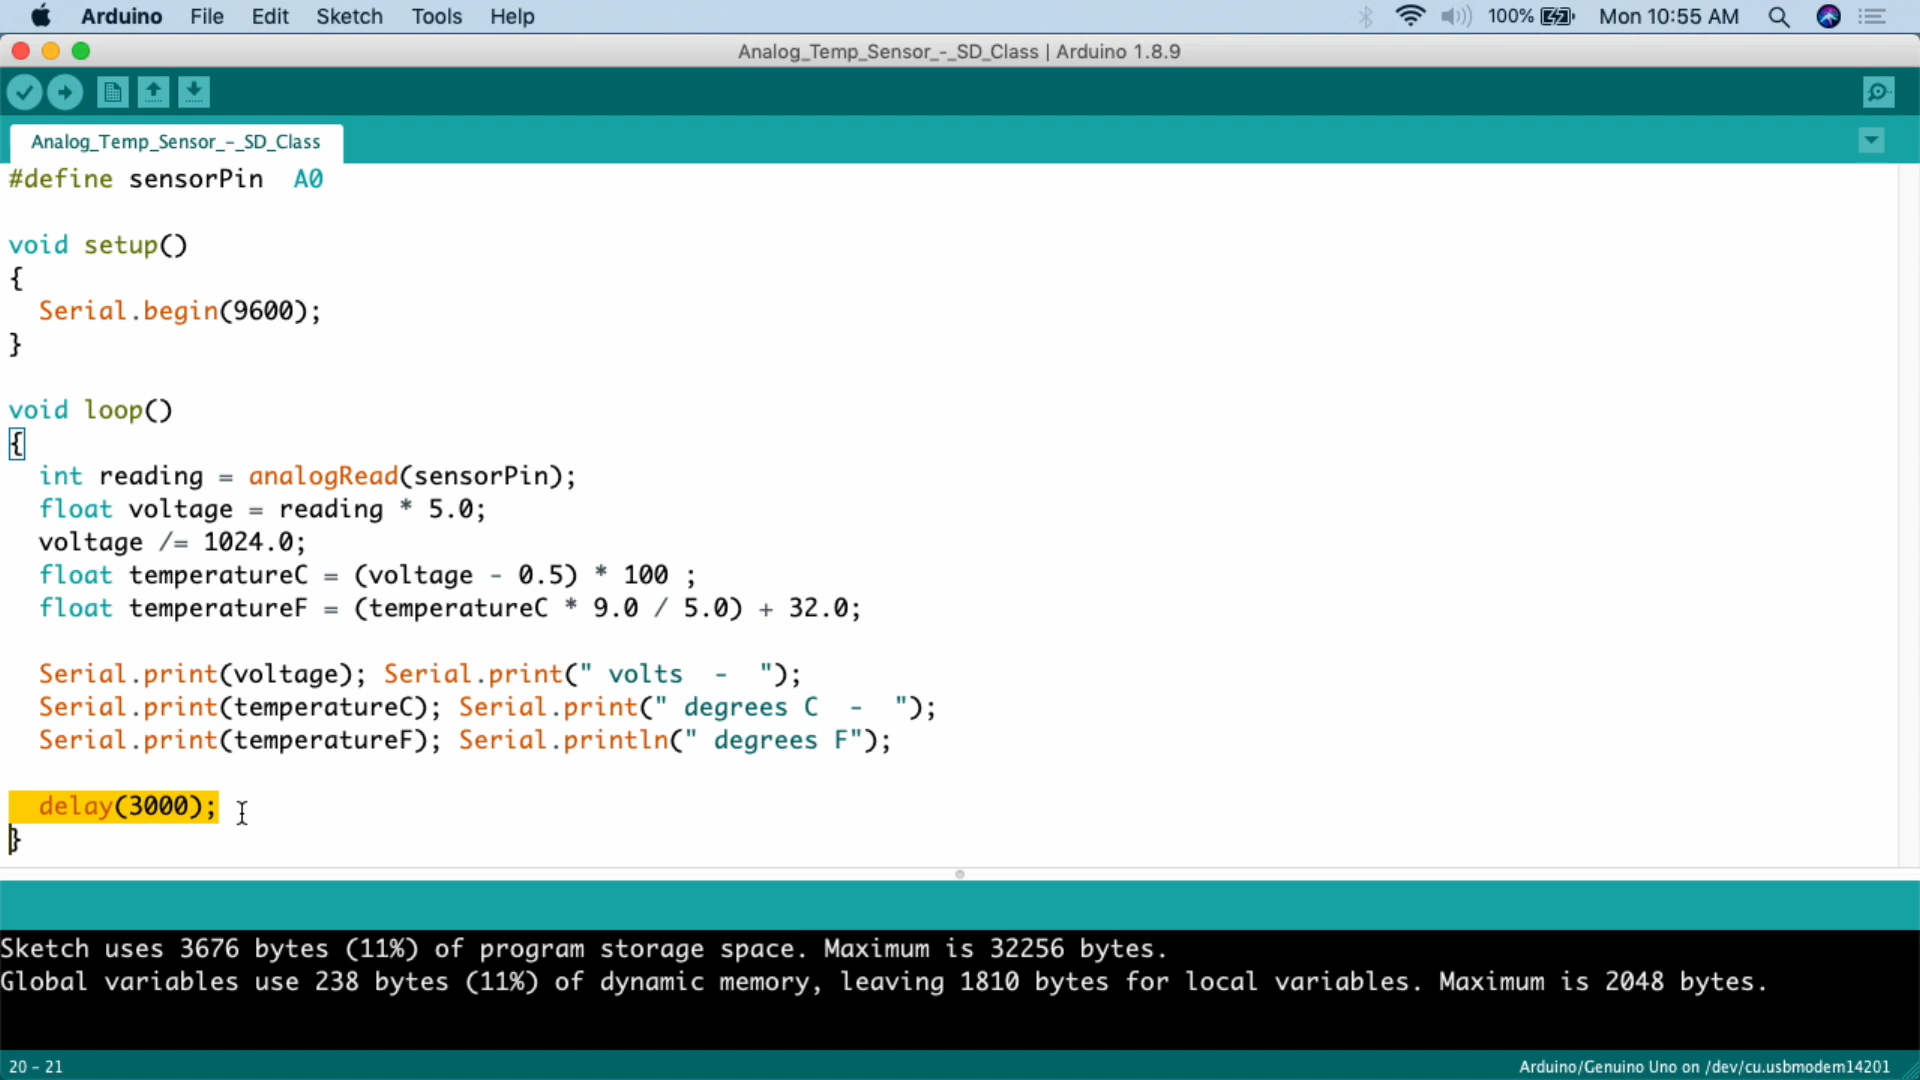 Arduino File Edit Sketch Tools Help 100% Mon 10:55 AM
Analog_Temp_Sensor_-_SD_Class | Arduino 1.8.9
Analog_Temp_Sensor_-_SD_Class
#define sensorPin  A0
void setup()
{
  Serial.begin(9600);
}
void loop()
{
  int reading = analogRead(sensorPin);
  float voltage = reading * 5.0;
  voltage /= 1024.0;
  float temperatureC = (voltage - 0.5) * 100 ;
  float temperatureF = (temperatureC * 9.0 / 5.0) + 32.0;
  Serial.print(voltage); Serial.print(" volts  -  ");
  Serial.print(temperatureC); Serial.print(" degrees C  -  ");
  Serial.print(temperatureF); Serial.println(" degrees F");
  delay(3000);
}
Sketch uses 3676 bytes (11%) of program storage space. Maximum is 32256 bytes.
Global variables use 238 bytes (11%) of dynamic memory, leaving 1810 bytes for local variables. Maximum is 2048 bytes.
20 - 21 Arduino/Genuino Uno on /dev/cu.usbmodem14201